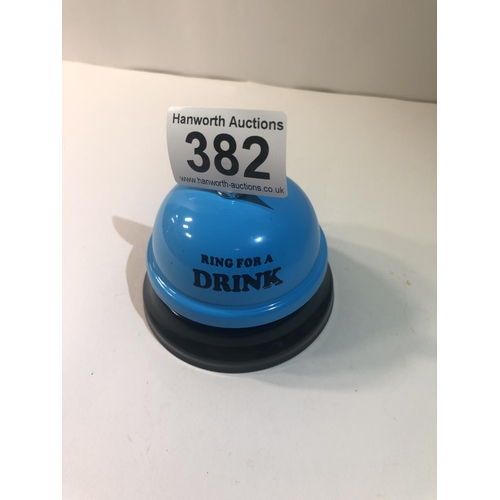 Hanworth Auctions
382
www.hanworth-auctions.co.uk
RING FOR A
DRINK